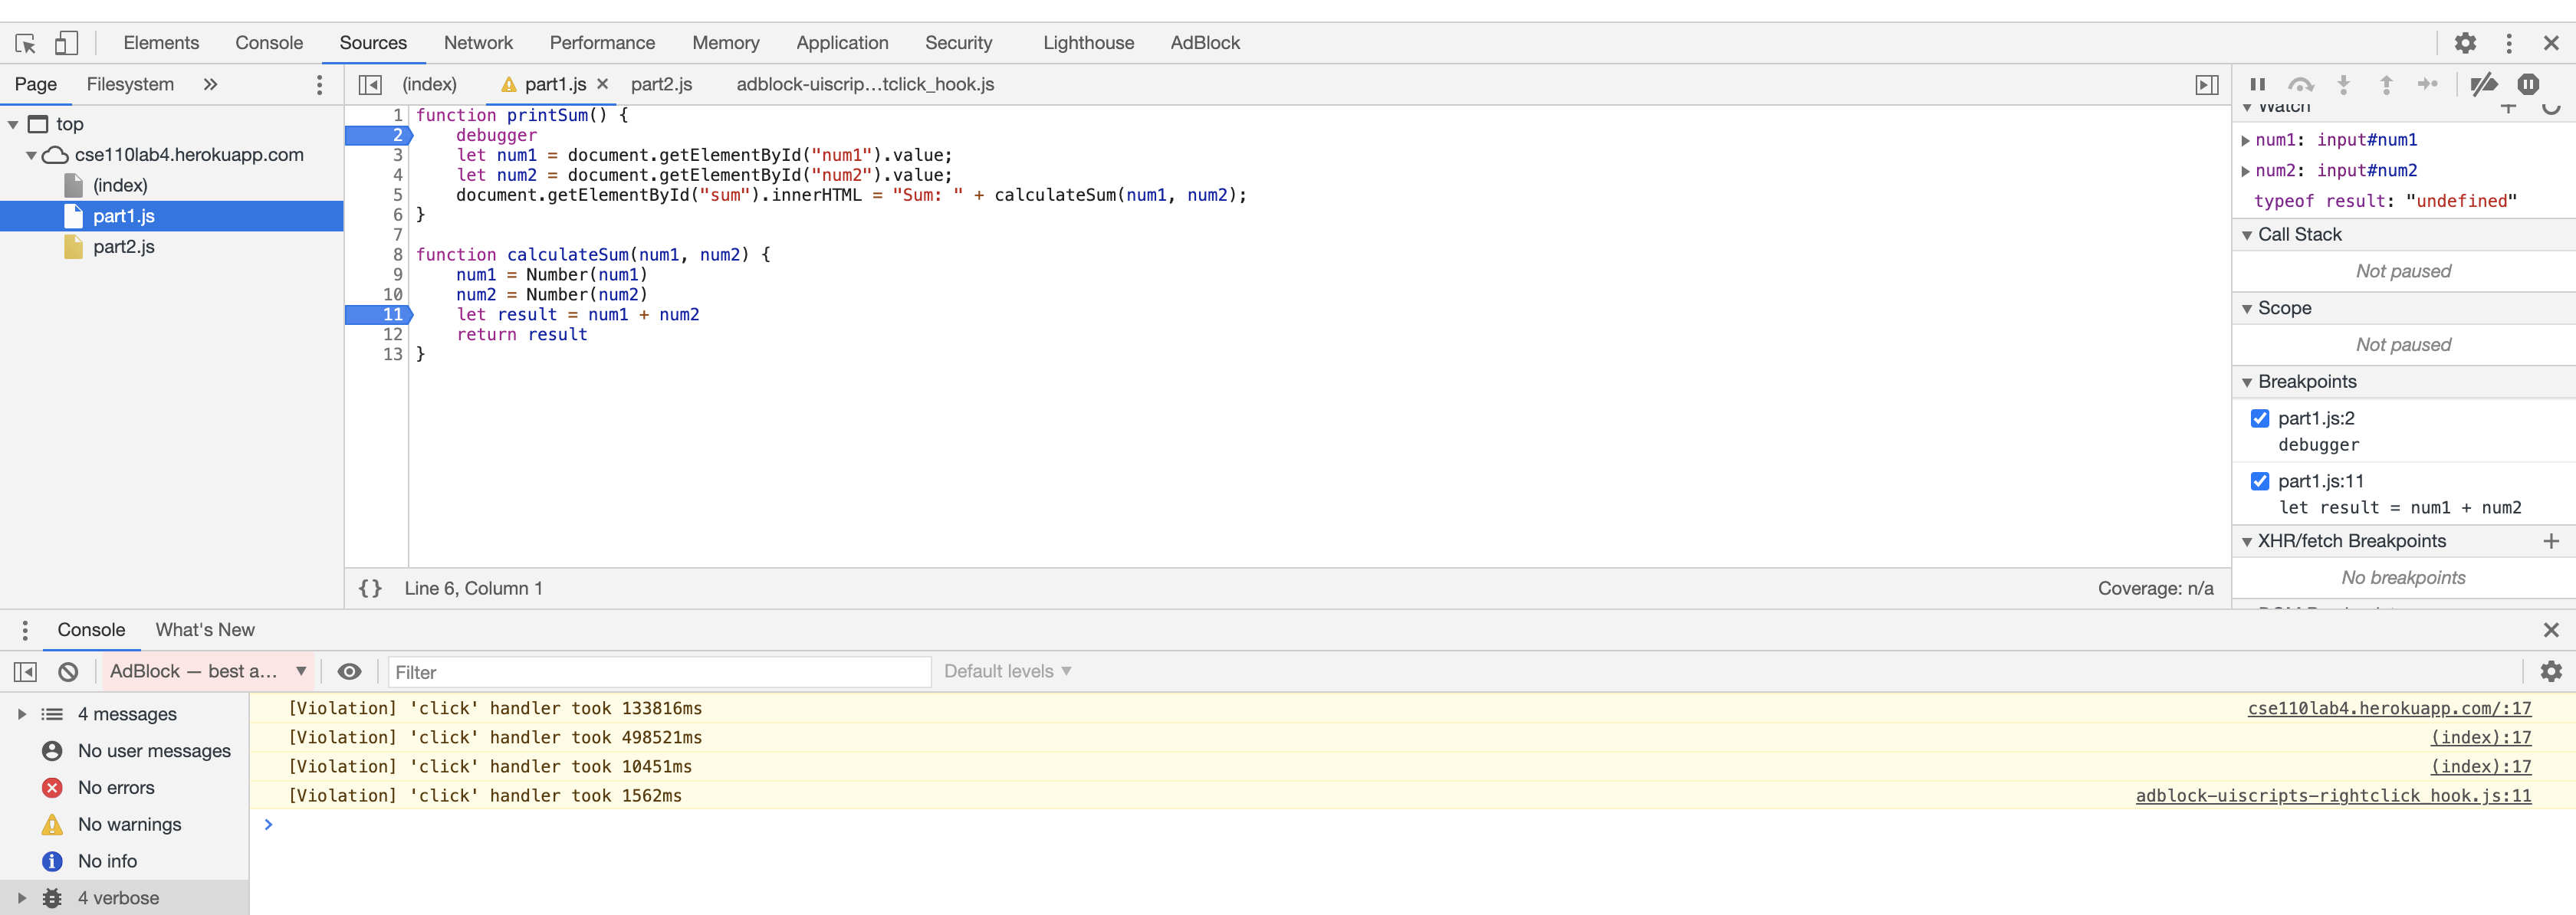 Elements Console Sources Network Performance Memory Application Security Lighthouse AdBlock
Page Filesystem »
(index) part1.js × part2.js adblock-uiscrip…tclick_hook.js
top
cse110lab4.herokuapp.com
(index)
part1.js
part2.js
1 function printSum() {
2 debugger
3 let num1 = document.getElementById("num1").value;
4 let num2 = document.getElementById("num2").value;
5 document.getElementById("sum").innerHTML = "Sum: " + calculateSum(num1, num2);
6 }
7
8 function calculateSum(num1, num2) {
9 num1 = Number(num1)
10 num2 = Number(num2)
11 let result = num1 + num2
12 return result
13 }
{} Line 6, Column 1
Coverage: n/a
Watch
num1: input#num1
num2: input#num2
typeof result: "undefined"
Call Stack
Not paused
Scope
Not paused
Breakpoints
part1.js:2
debugger
part1.js:11
let result = num1 + num2
XHR/fetch Breakpoints
No breakpoints
Console What's New
AdBlock — best a… Filter Default levels
4 messages
No user messages
No errors
No warnings
No info
4 verbose
[Violation] 'click' handler took 133816ms cse110lab4.herokuapp.com/:17
[Violation] 'click' handler took 498521ms (index):17
[Violation] 'click' handler took 10451ms (index):17
[Violation] 'click' handler took 1562ms adblock-uiscripts-rightclick_hook.js:11